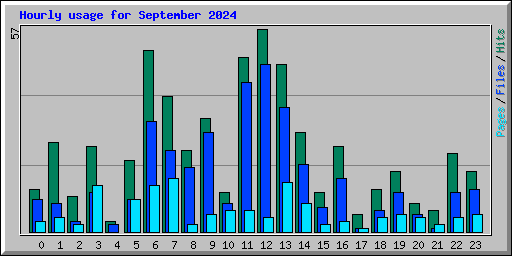 Hourly usage for September 2024
57
Pages / Files / Hits
0 1 2 3 4 5 6 7 8 9 10 11 12 13 14 15 16 17 18 19 20 21 22 23